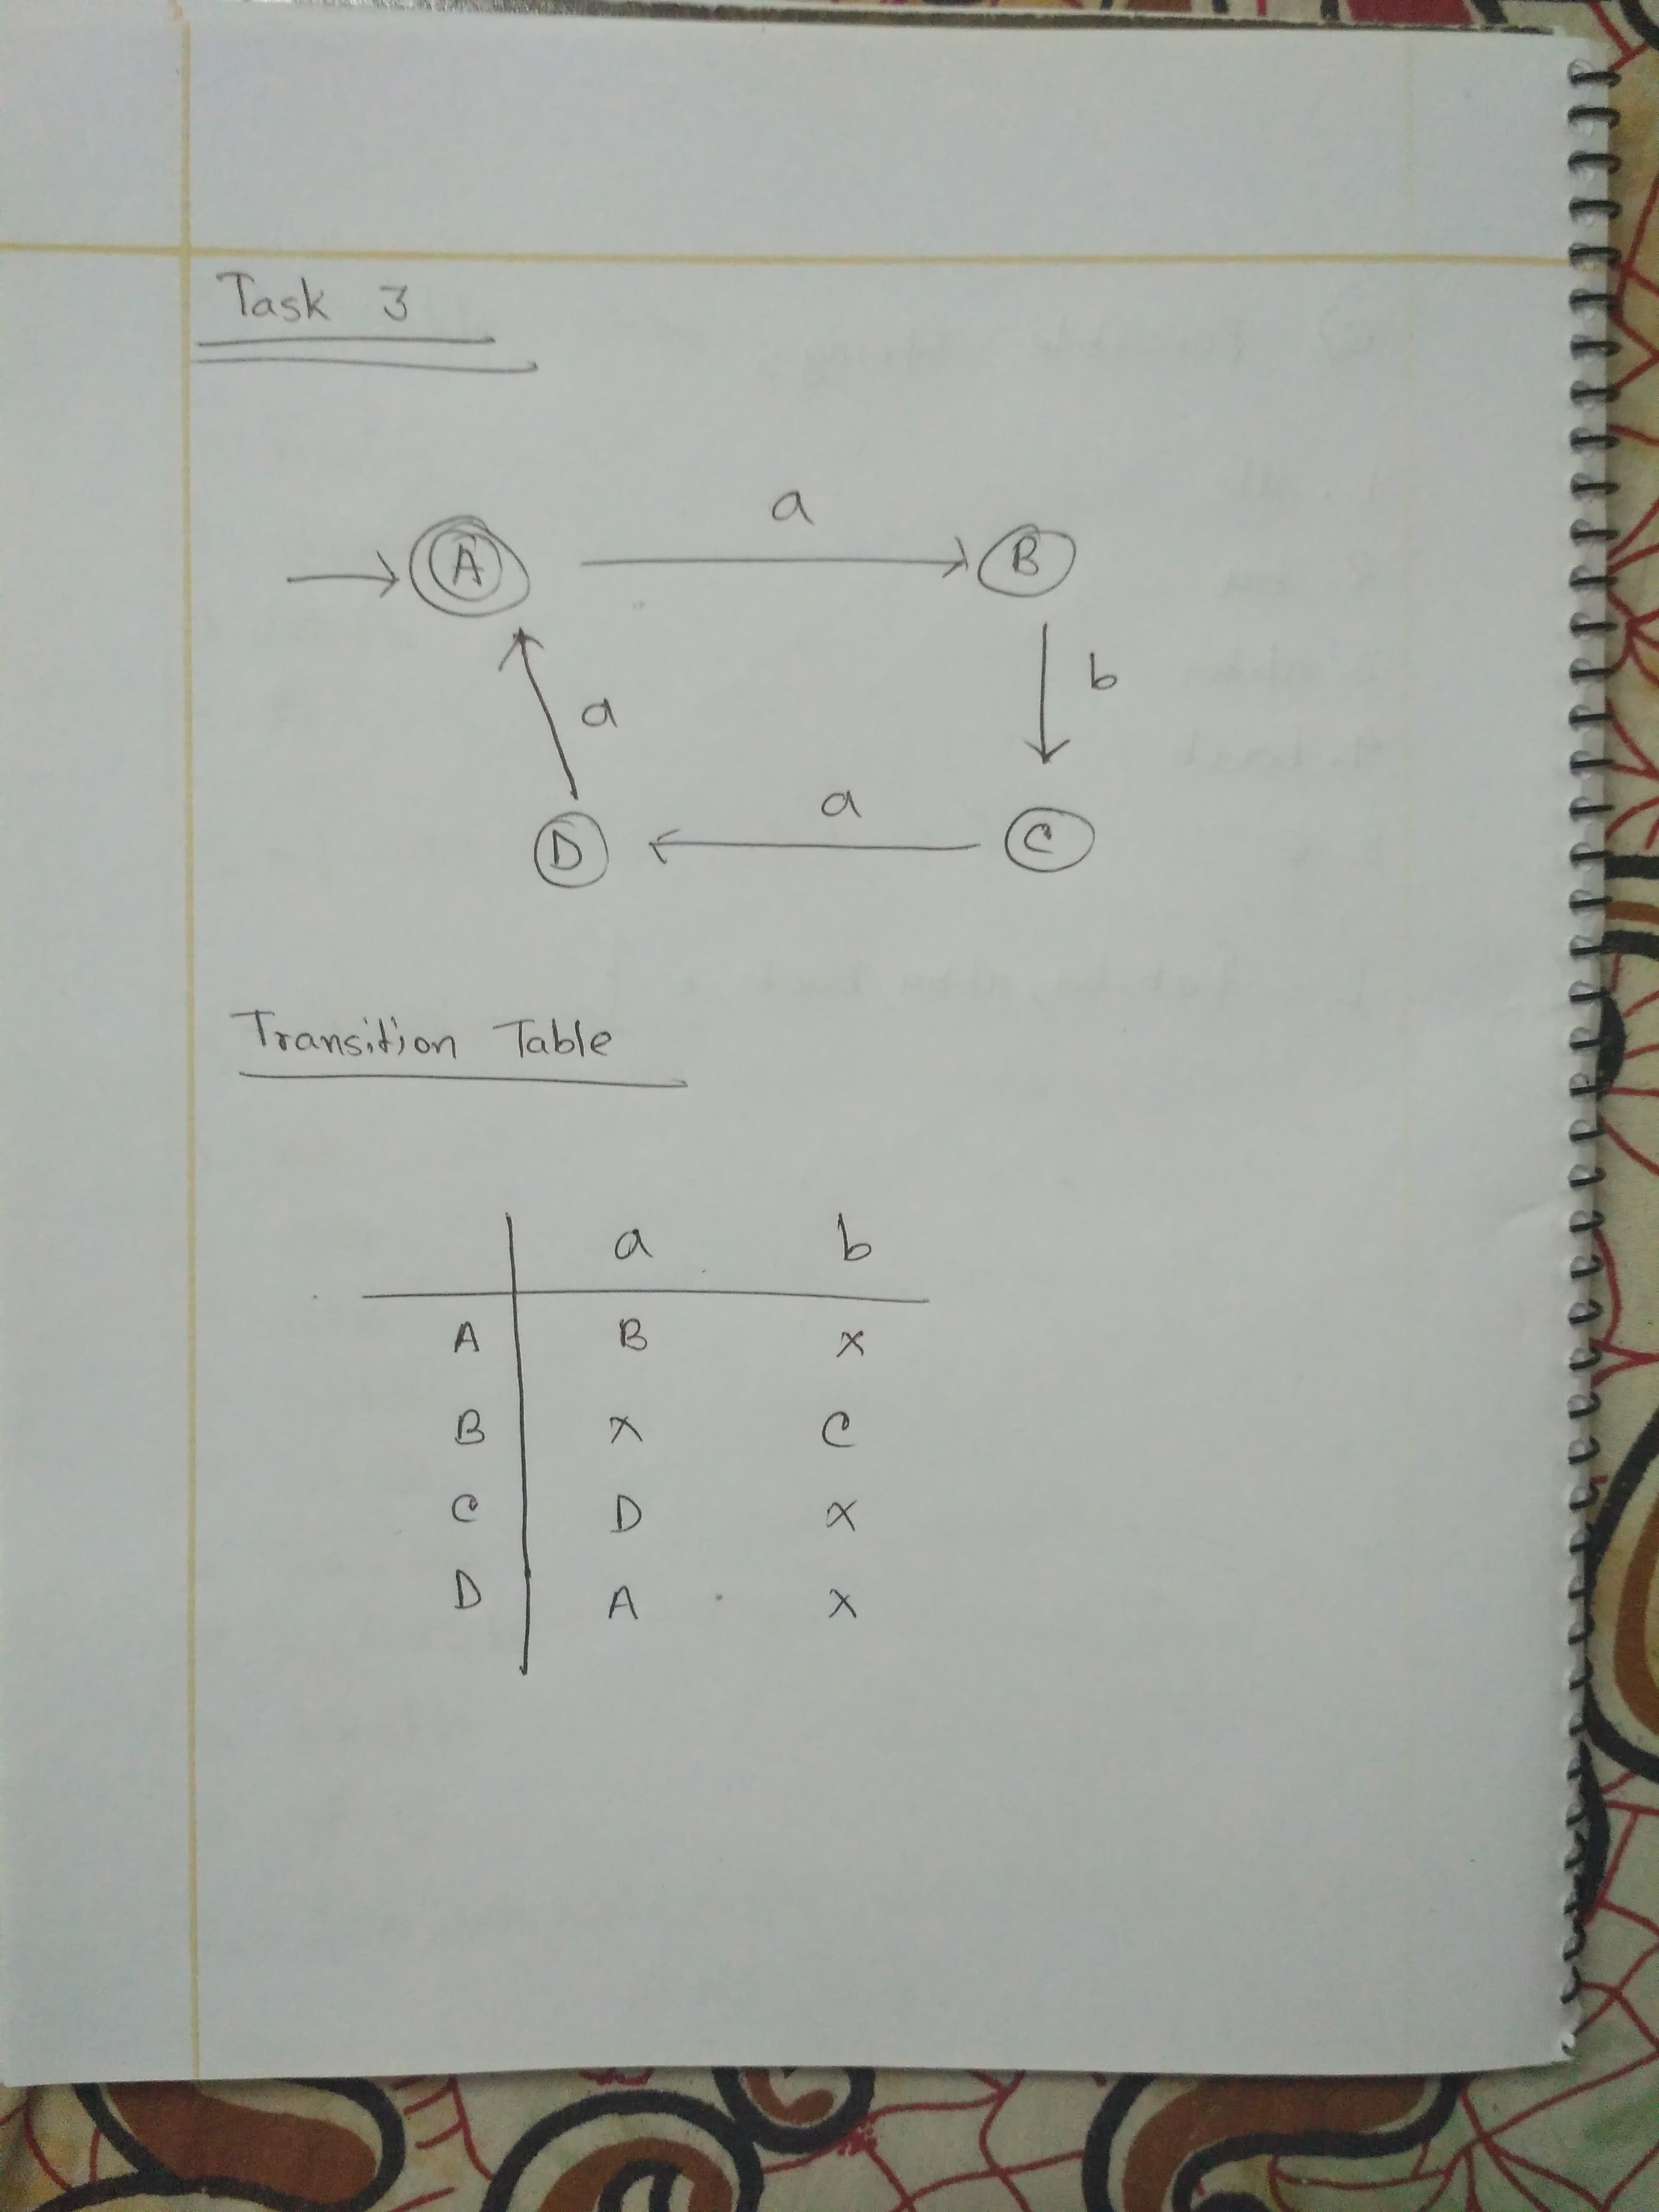 Task 3
a
A B
b
a
a
D C
Transition Table
a b
A B x
B x C
C D x
D A x